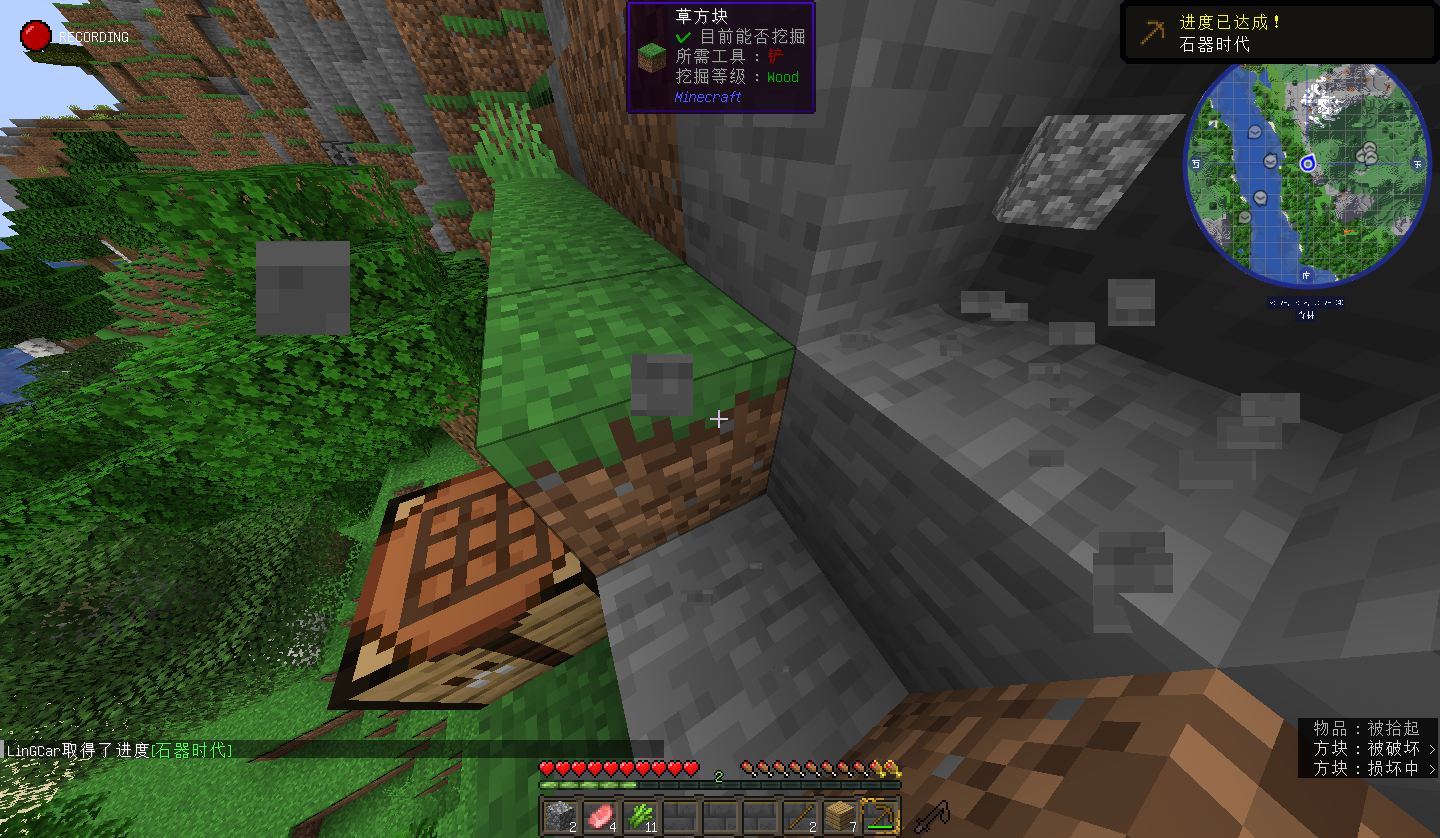 RECORDING
草方块
✓ 目前能否挖掘
所需工具 : 铲
挖掘等级 : Wood
Minecraft
进度已达成!
石器时代
南
LinGCar取得了进度[石器时代]
物品 : 被拾起
方块 : 被破坏 >
方块 : 损坏中 >
2
2
4
11
2
7